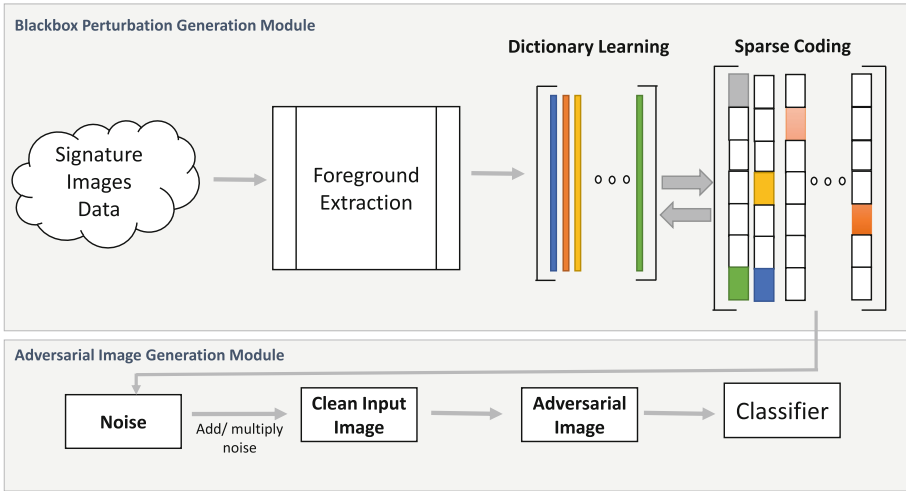 Blackbox Perturbation Generation Module
Dictionary Learning
Sparse Coding
Signature
Images
Data
Foreground
Extraction
Adversarial Image Generation Module
Noise
Add/ multiply
noise
Clean Input
Image
Adversarial
Image
Classifier